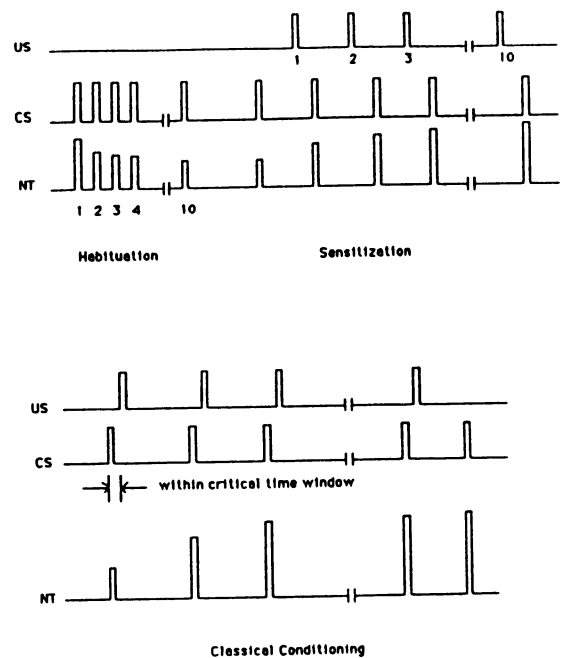 US
1 2 3 10
CS
NT
1 2 3 4 10
Habituation Sensitization
US
CS
within critical time window
NT
Classical Conditioning